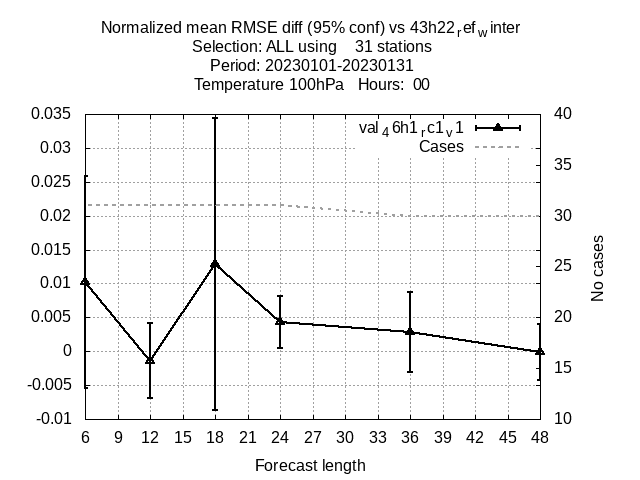 Normalized mean RMSE diff (95% conf) vs 43h22refwinter
Selection: ALL using 31 stations
Period: 20230101-20230131
Temperature 100hPa Hours: 00
val46h1rc1v1
Cases
0.035
0.03
0.025
0.02
0.015
0.01
0.005
0
-0.005
-0.01
40
35
30
25
20
15
10
No cases
6 9 12 15 18 21 24 27 30 33 36 39 42 45 48
Forecast length